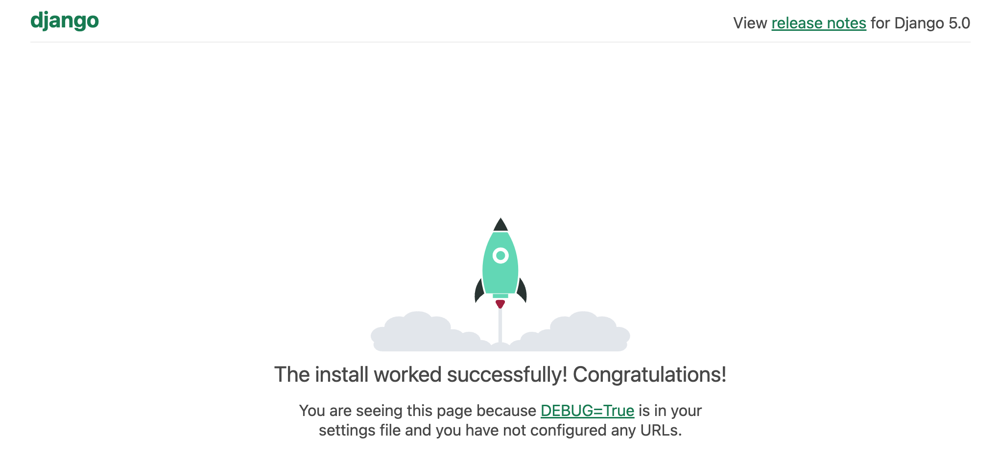 django
View release notes for Django 5.0
The install worked successfully! Congratulations!
You are seeing this page because DEBUG=True is in your
settings file and you have not configured any URLs.